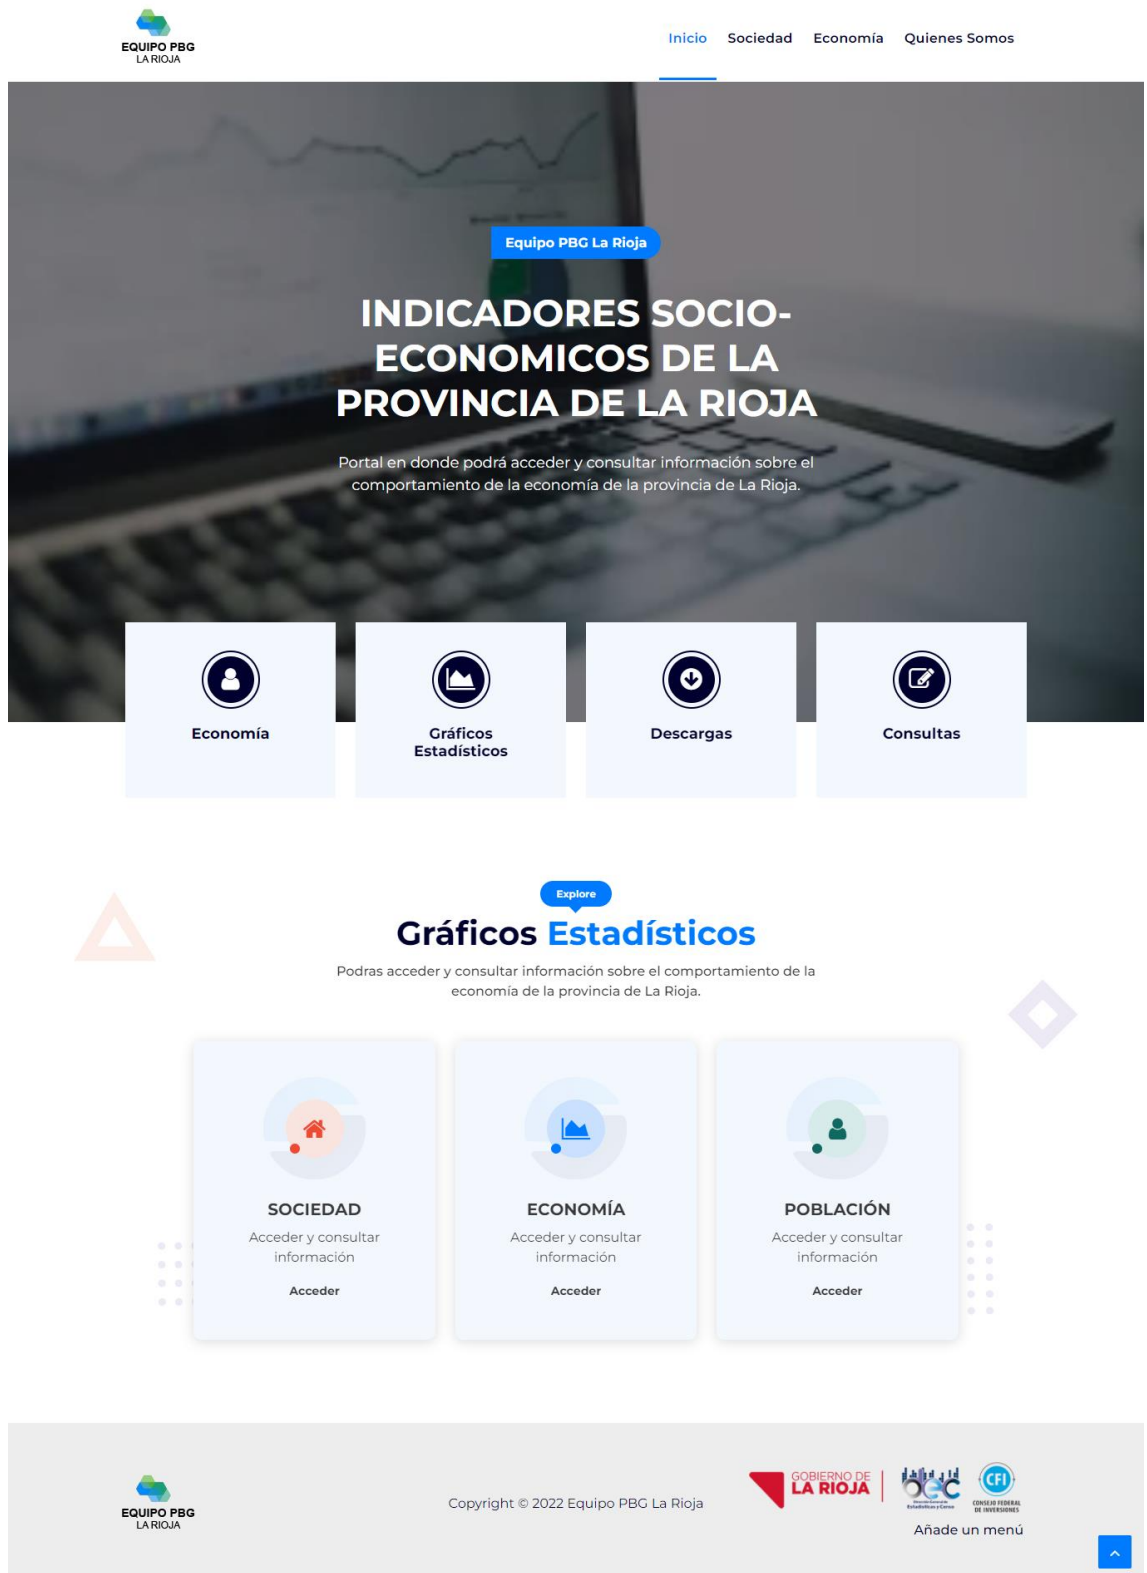 EQUIPO PBG
LA RIOJA
Inicio Sociedad Economía Quienes Somos
Equipo PBG La Rioja
INDICADORES SOCIO-
ECONOMICOS DE LA
PROVINCIA DE LA RIOJA
Portal en donde podrá acceder y consultar información sobre el
comportamiento de la economía de la provincia de La Rioja.
Economía
Gráficos
Estadísticos
Descargas
Consultas
Explore
Gráficos Estadísticos
Podras acceder y consultar información sobre el comportamiento de la
economía de la provincia de La Rioja.
SOCIEDAD
Acceder y consultar
información
Acceder
ECONOMÍA
Acceder y consultar
información
Acceder
POBLACIÓN
Acceder y consultar
información
Acceder
EQUIPO PBG
LA RIOJA
Copyright © 2022 Equipo PBG La Rioja
GOBIERNO DE
LA RIOJA
Dirección General de
Estadísticas y Censos
CFI
CONSEJO FEDERAL
DE INVERSIONES
Añade un menú